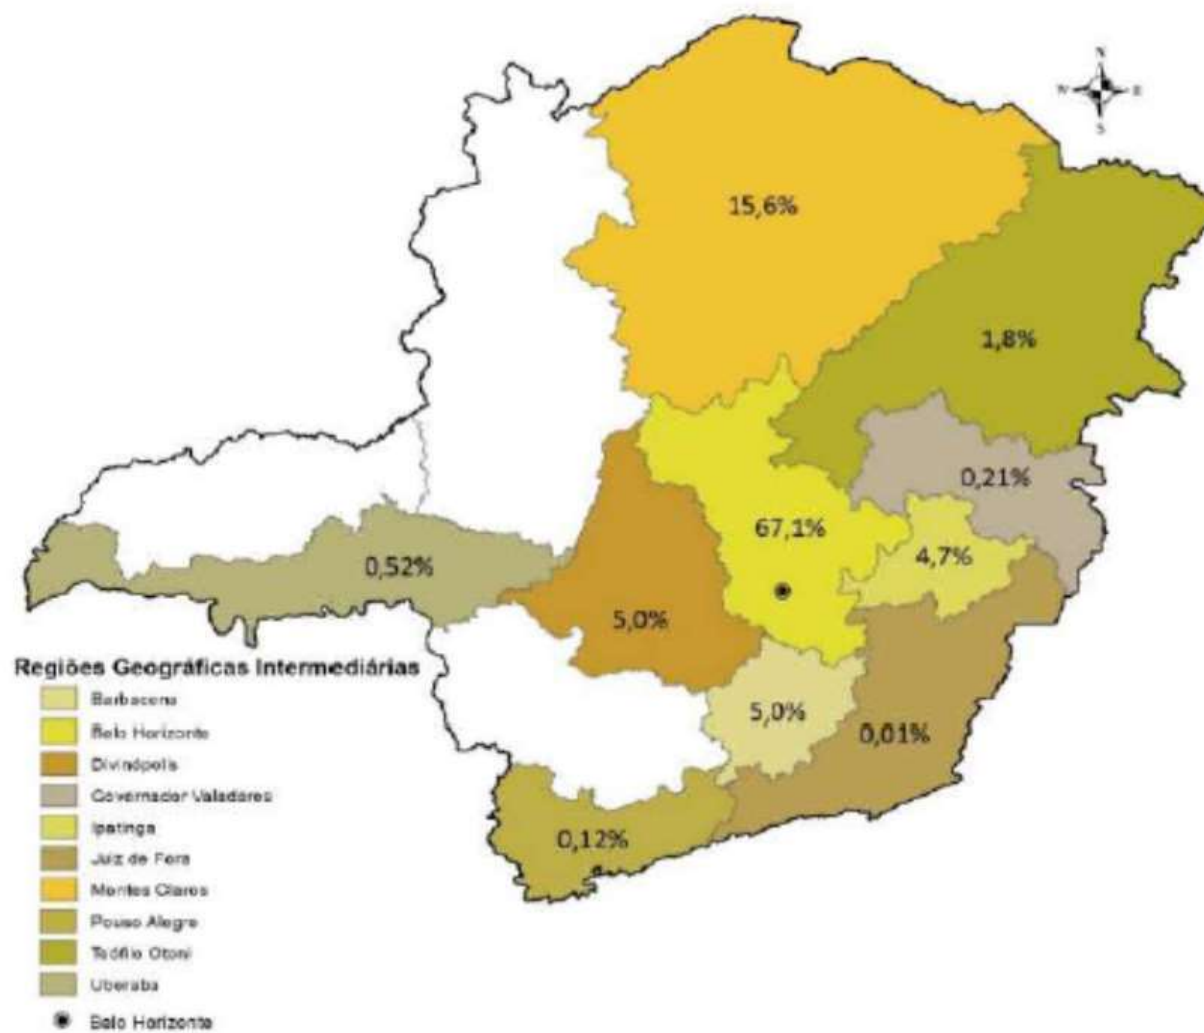 N
W E
S
15,6%
1,8%
0,21%
67,1%
4,7%
0,52%
5,0%
5,0%
0,01%
0,12%
Regiões Geográficas Intermediárias
Barbacena
Belo Horizonte
Divinópolis
Governador Valadares
Ipatinga
Juiz de Fora
Montes Claros
Pouso Alegre
Teófilo Otoni
Uberaba
Belo Horizonte